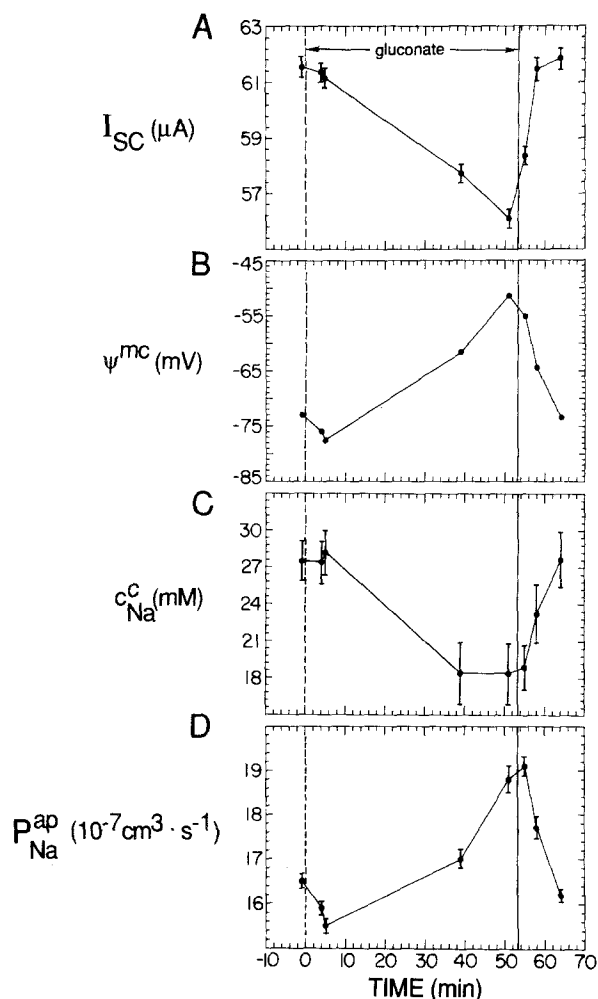 A
63
gluconate
61
I_SC (μA)
59
57
B
-45
-55
ψ^mc (mV)
-65
-75
-85
C
30
27
24
c^c_Na (mM)
21
18
D
19
18
P^ap_Na (10^-7 cm^3 · s^-1)
17
16
-10 0 10 20 30 40 50 60 70
TIME (min)